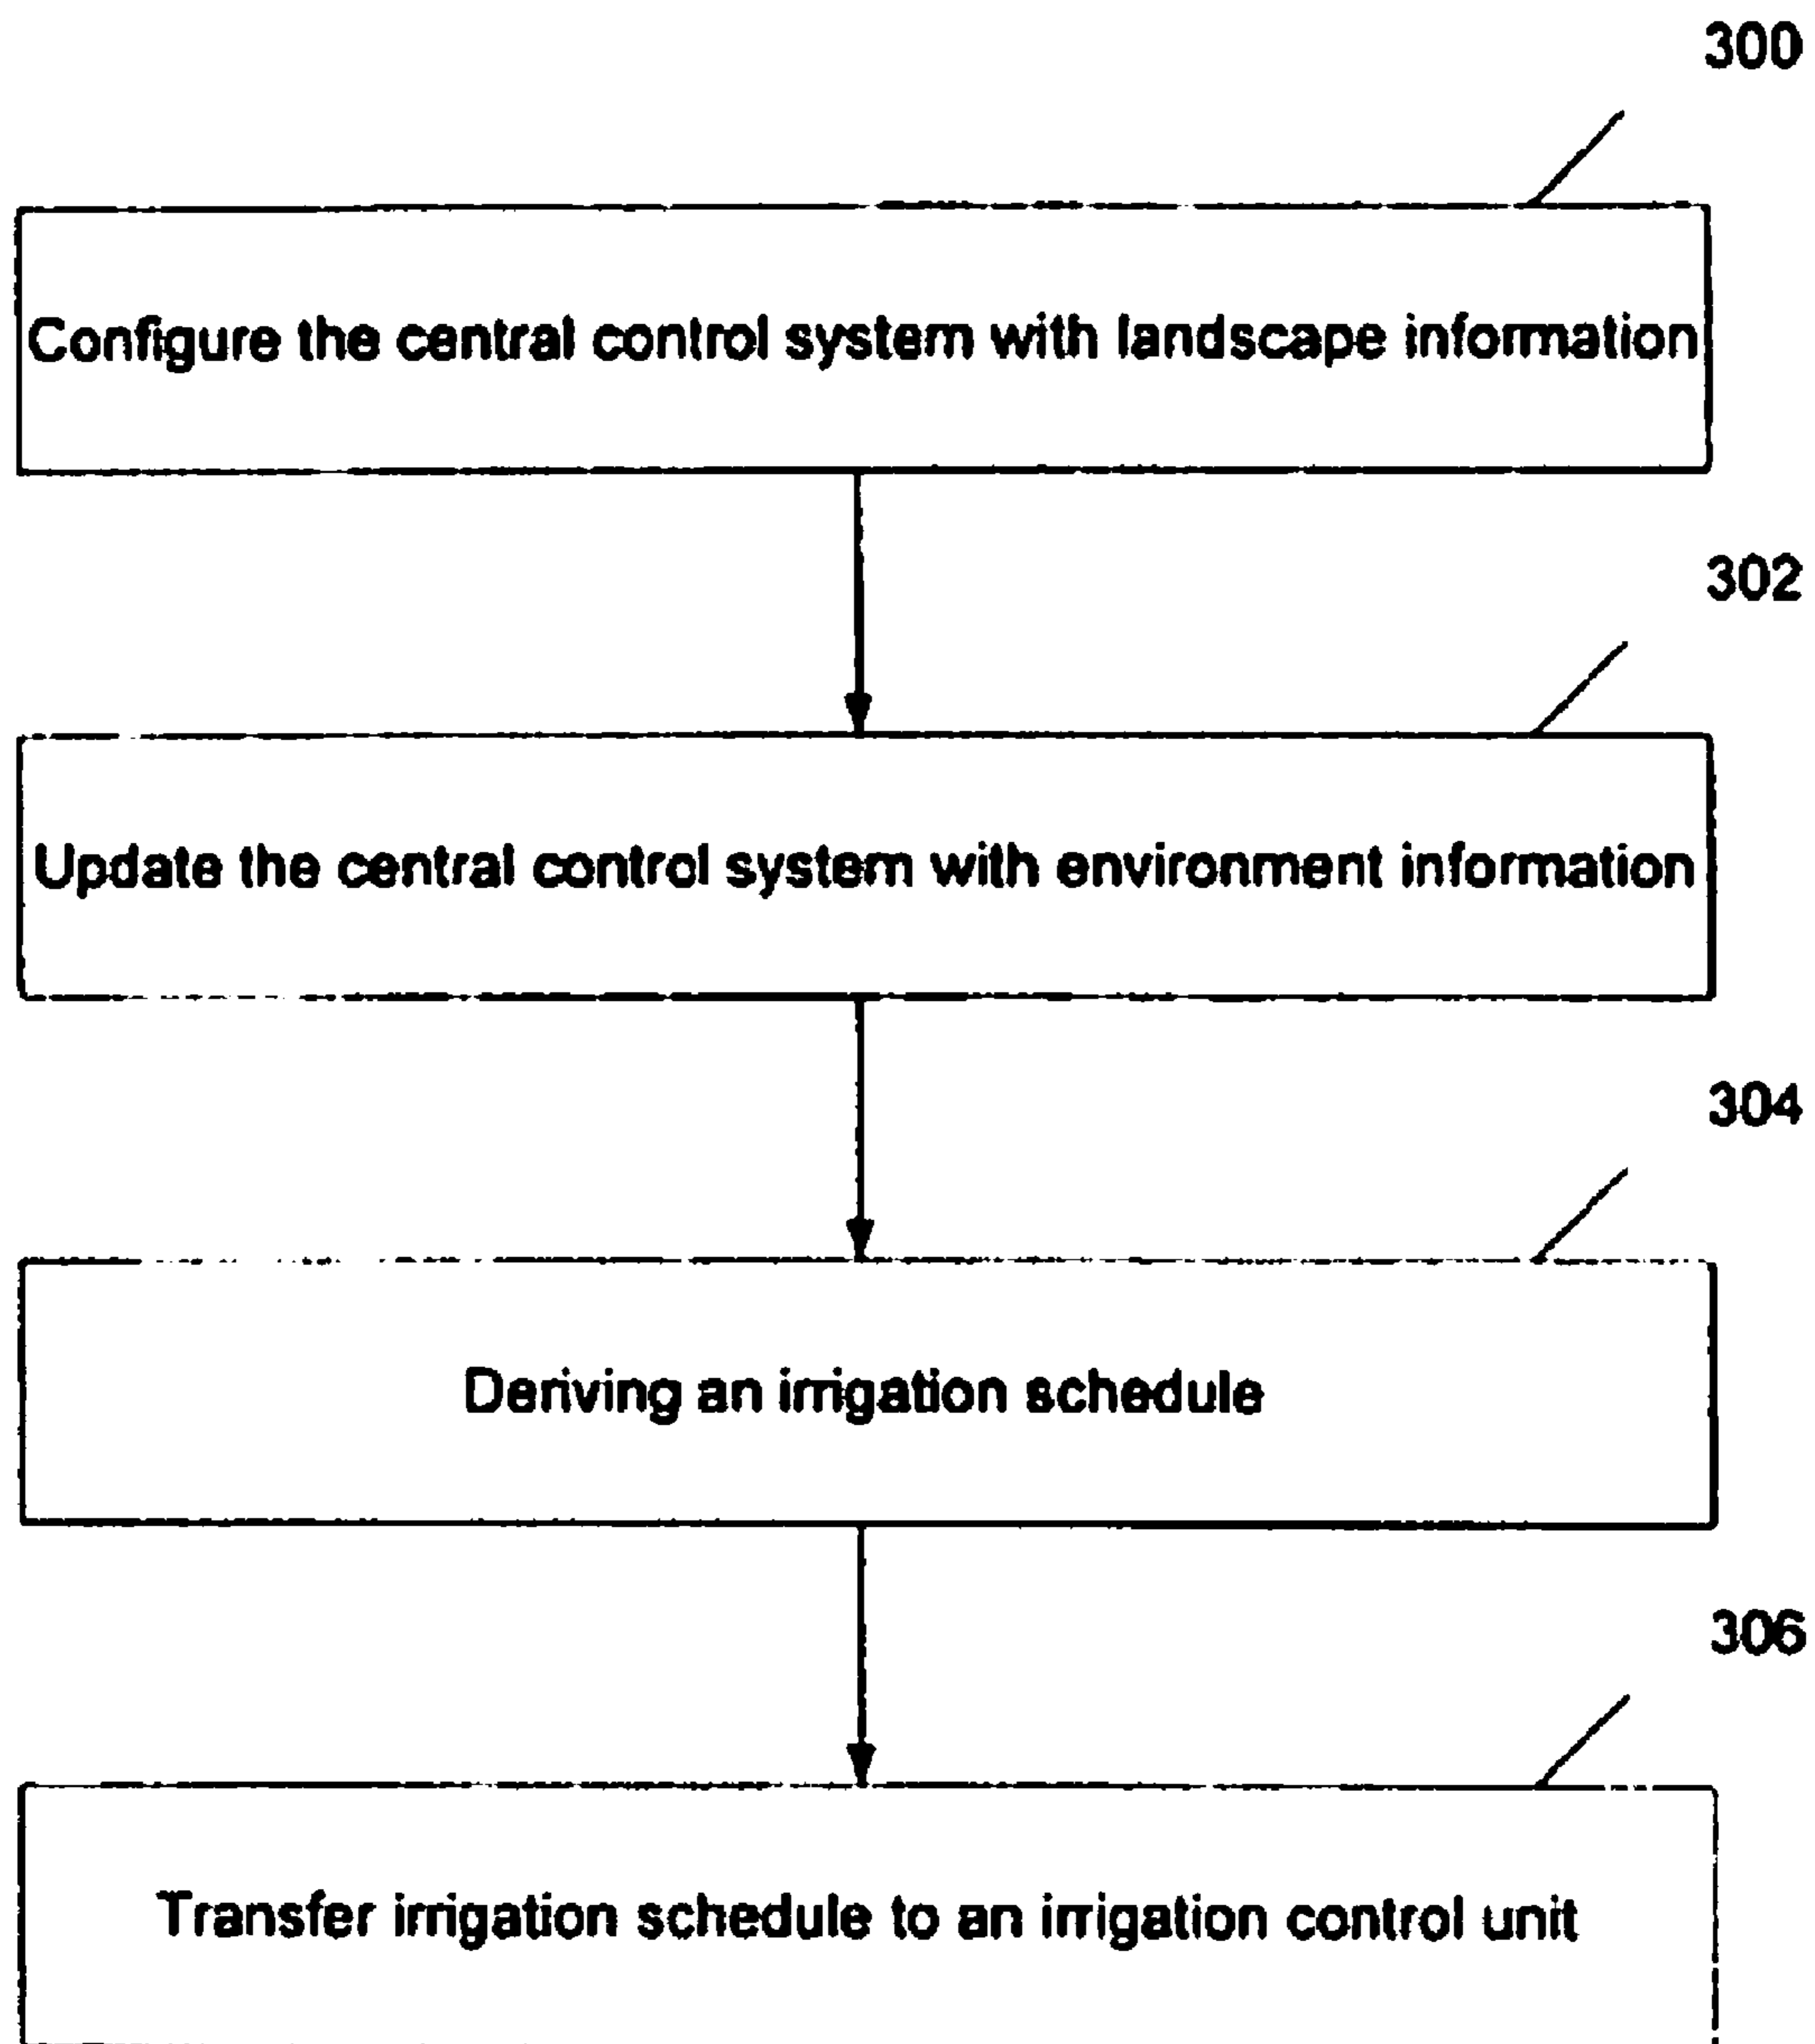 300
Configure the central control system with landscape information
302
Update the central control system with environment information
304
Deriving an irrigation schedule
306
Transfer irrigation schedule to an irrigation control unit